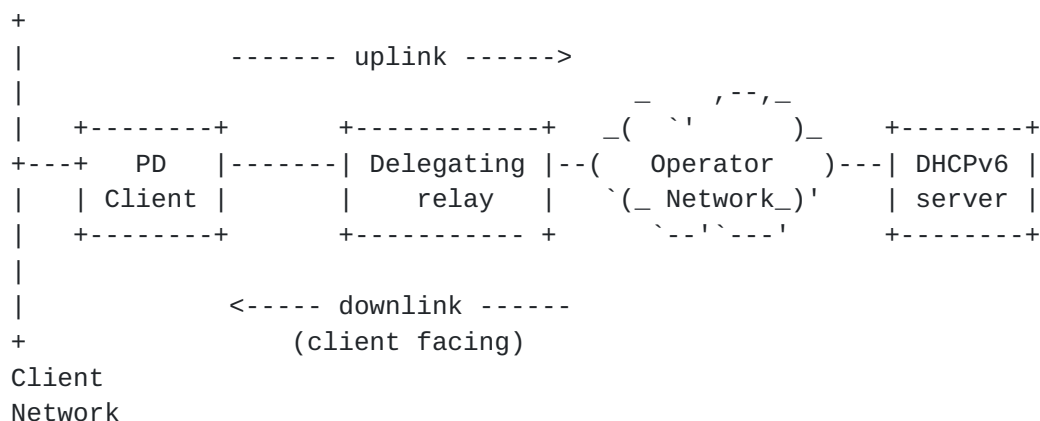 ------- uplink ------>
PD Client
Delegating relay
Operator Network
DHCPv6 server
<----- downlink ------
(client facing)
Client
Network